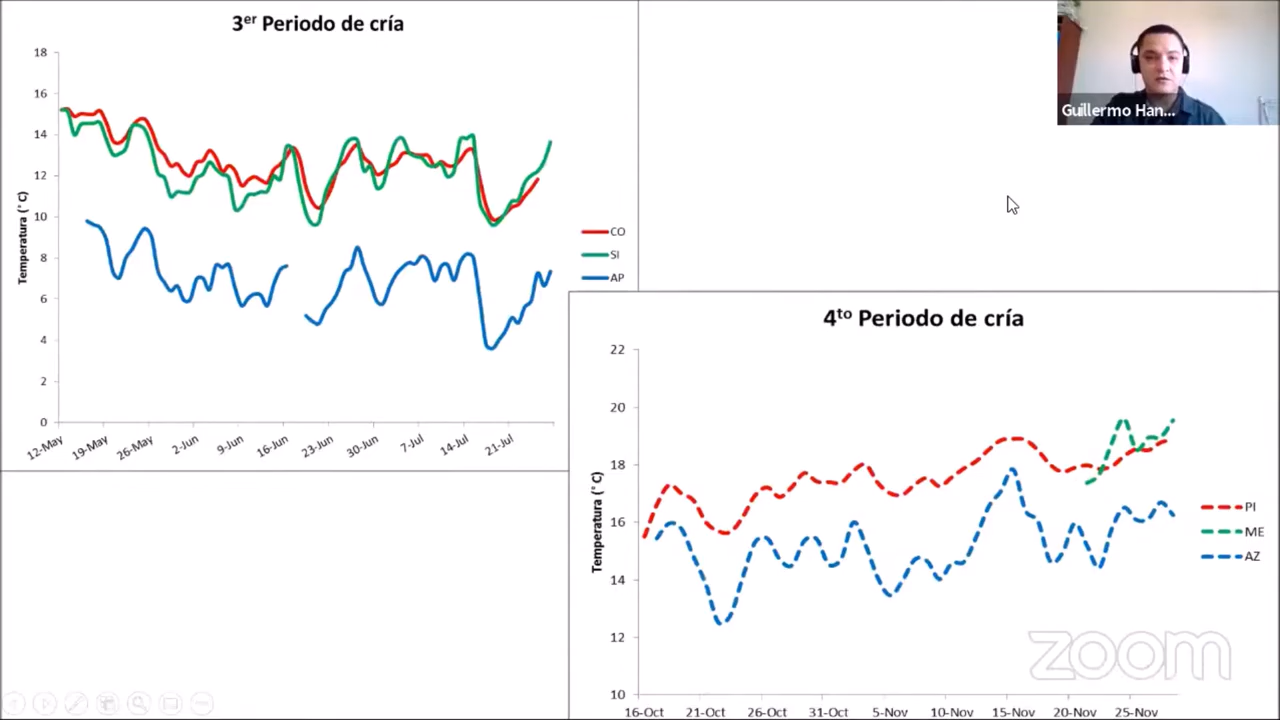 3er Periodo de cría
18
16
14
12
10
8
6
4
2
0
Temperatura (°C)
12-May
19-May
26-May
2-Jun
9-Jun
16-Jun
23-Jun
30-Jun
7-Jul
14-Jul
21-Jul
CO
SI
AP
Guillermo Han...
4to Periodo de cría
22
20
18
16
14
12
10
Temperatura (°C)
16-Oct
21-Oct
26-Oct
31-Oct
5-Nov
10-Nov
15-Nov
20-Nov
25-Nov
PI
ME
AZ
zoom